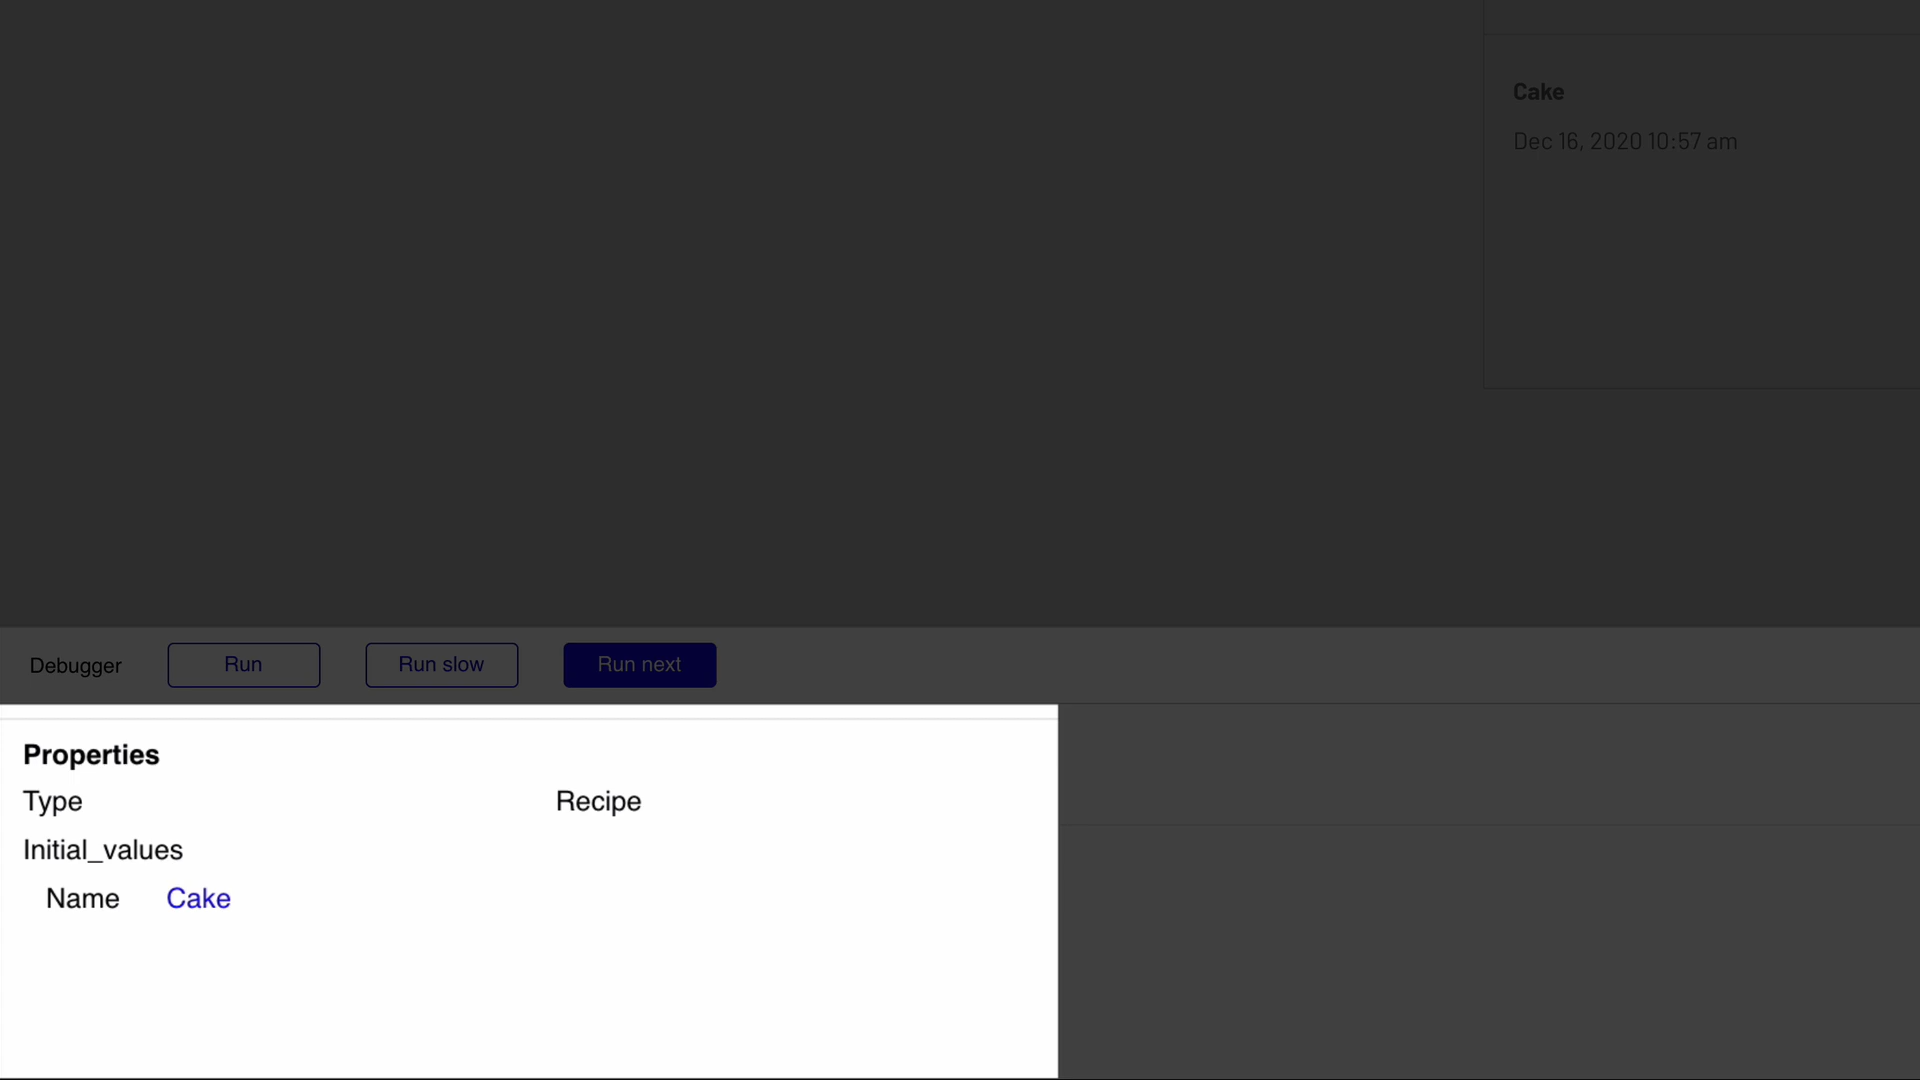 Cake
Dec 16, 2020 10:57 am
Debugger Run Run slow Run next
Properties
Type Recipe
Initial_values
Name Cake